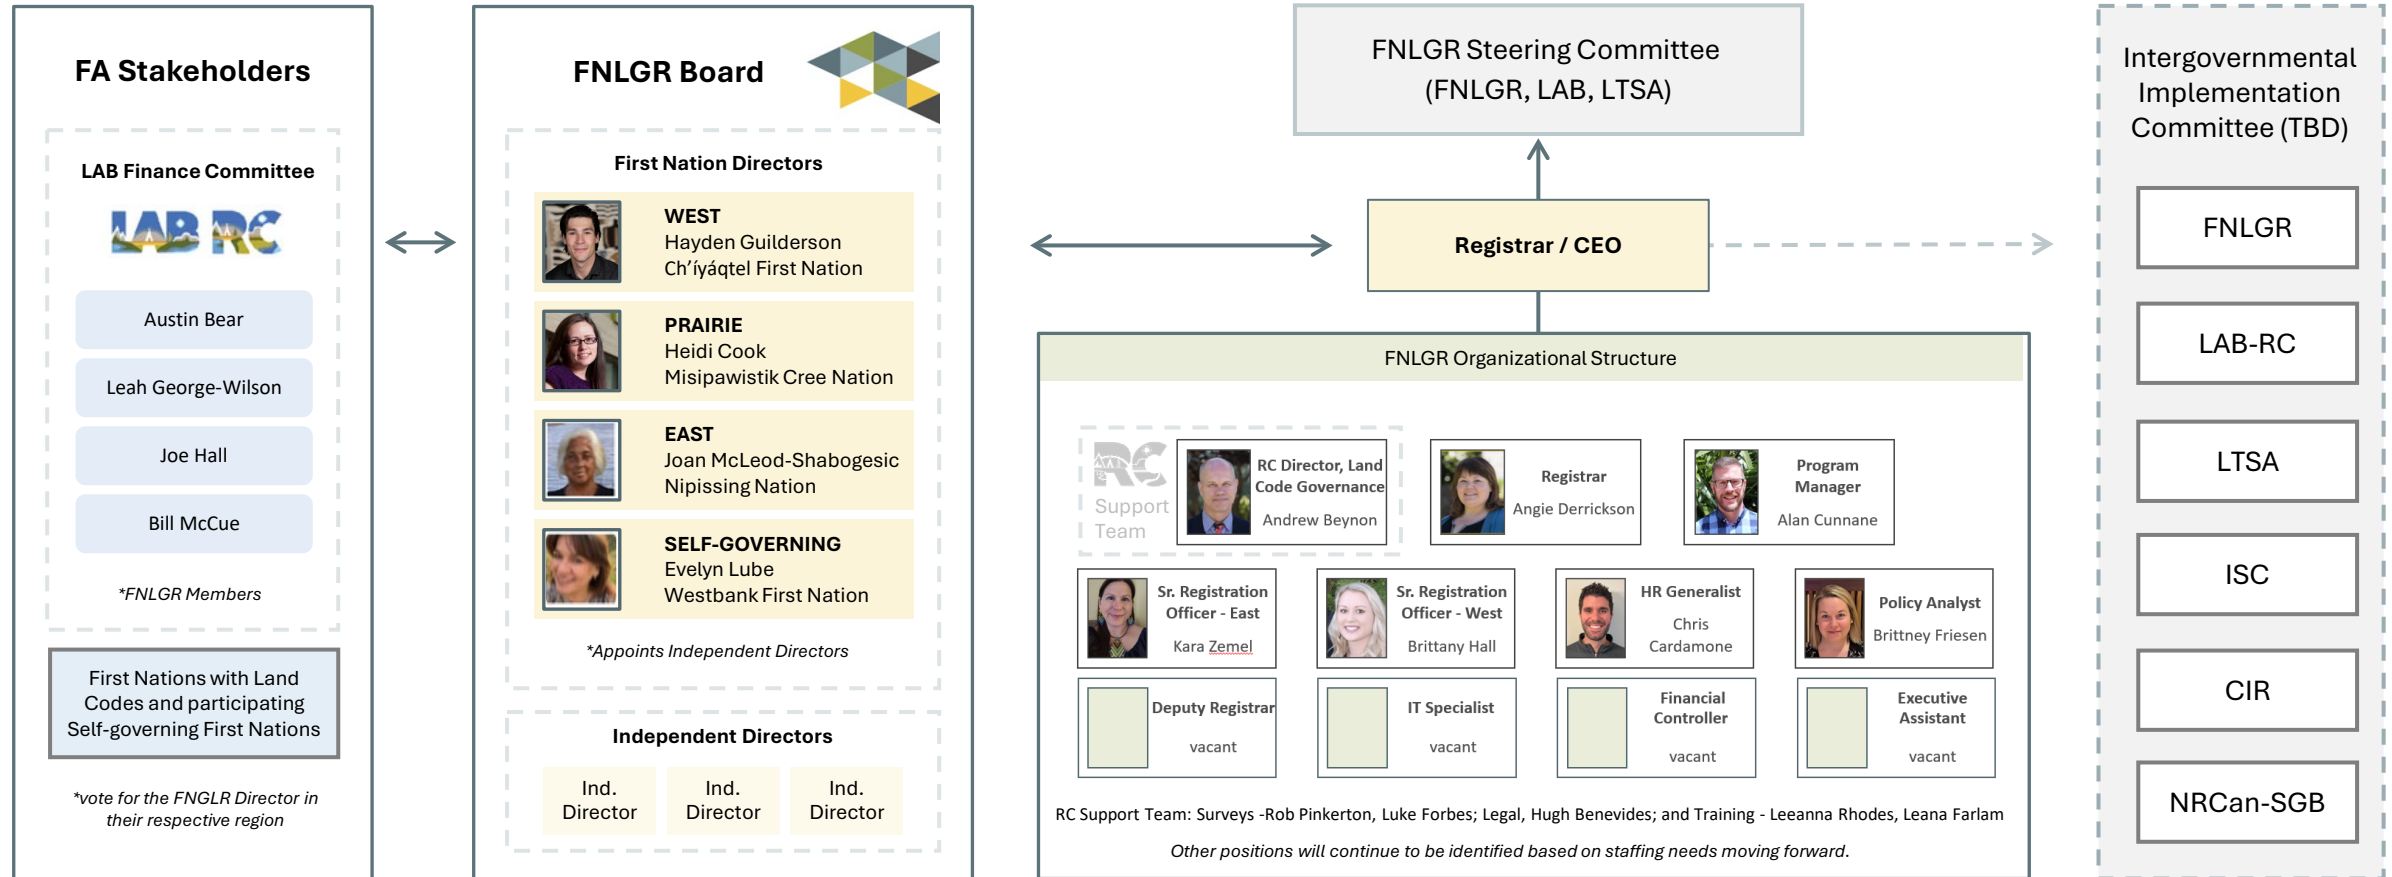 FA Stakeholders
LAB Finance Committee
LAB RC
Austin Bear
Leah George-Wilson
Joe Hall
Bill McCue
*FNLGR Members
First Nations with Land
Codes and participating
Self-governing First Nations
*vote for the FNGLR Director in
their respective region
FNLGR Board
First Nation Directors
WEST
Hayden Guilderson
Ch’íyáqtel First Nation
PRAIRIE
Heidi Cook
Misipawistik Cree Nation
EAST
Joan McLeod-Shabogesic
Nipissing Nation
SELF-GOVERNING
Evelyn Lube
Westbank First Nation
*Appoints Independent Directors
Independent Directors
Ind.
Director
Ind.
Director
Ind.
Director
FNLGR Steering Committee
(FNLGR, LAB, LTSA)
Registrar / CEO
FNLGR Organizational Structure
RC
Support
Team
RC Director, Land
Code Governance
Andrew Beynon
Registrar
Angie Derrickson
Program
Manager
Alan Cunnane
Sr. Registration
Officer - East
Kara Zemel
Sr. Registration
Officer - West
Brittany Hall
HR Generalist
Chris
Cardamone
Policy Analyst
Brittney Friesen
Deputy Registrar
vacant
IT Specialist
vacant
Financial
Controller
vacant
Executive
Assistant
vacant
RC Support Team: Surveys -Rob Pinkerton, Luke Forbes; Legal, Hugh Benevides; and Training - Leeanna Rhodes, Leana Farlam
Other positions will continue to be identified based on staffing needs moving forward.
Intergovernmental
Implementation
Committee (TBD)
FNLGR
LAB-RC
LTSA
ISC
CIR
NRCan-SGB